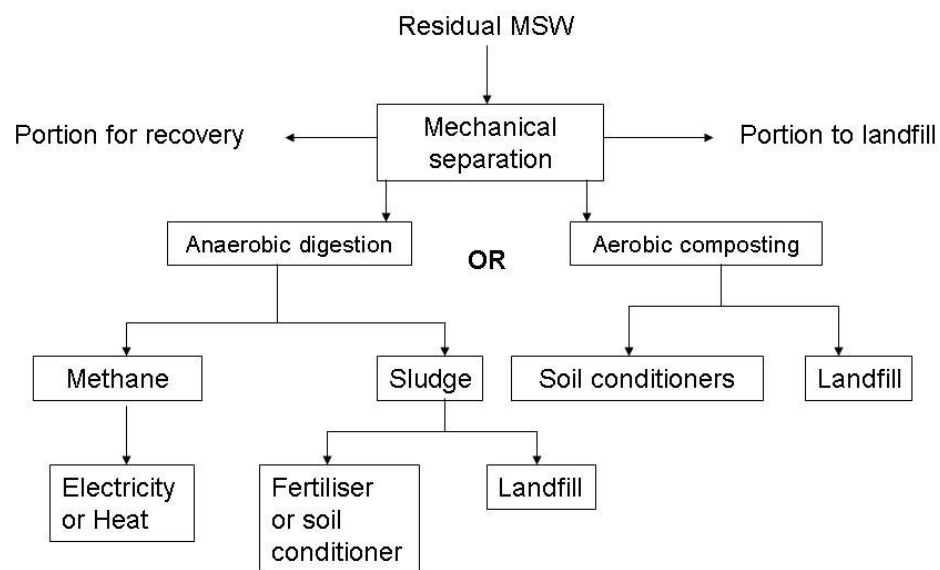 Residual MSW
Portion for recovery
Mechanical
separation
Portion to landfill
Anaerobic digestion
OR
Aerobic composting
Methane
Sludge
Soil conditioners
Landfill
Electricity
or Heat
Fertiliser
or soil
conditioner
Landfill